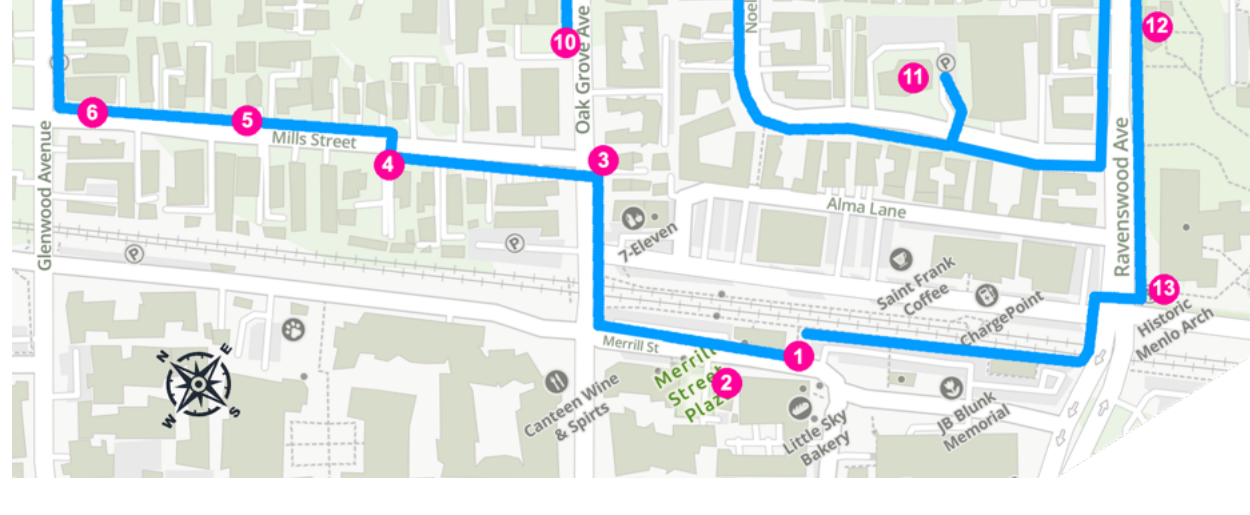 Noel
12
10
Oak Grove Ave
P
P
11
6
5
Mills Street
4
3
Ravenswood Ave
Glenwood Avenue
Alma Lane
7-Eleven
P
P
Saint Frank
Coffee
ChargePoint
13
Historic
Menlo Arch
Merrill St
1
Merrill
Street
Plaza
2
N
E
W
S
Canteen Wine
& Spirts
Little Sky
Bakery
JB Blunk
Memorial